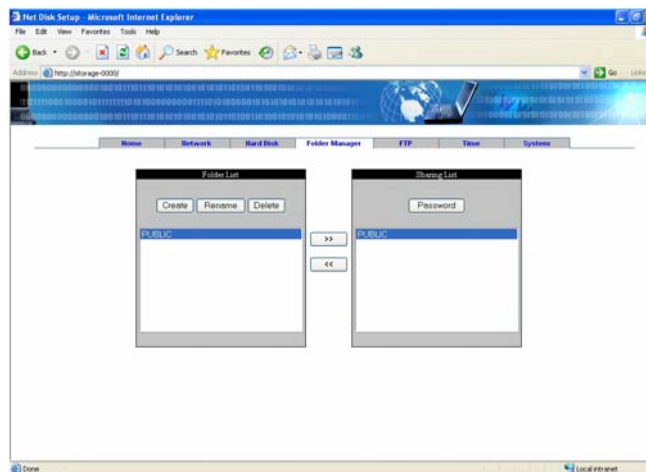 Net Disk Setup - Microsoft Internet Explorer
File Edit View Favorites Tools Help
Back Search Favorites
Address http://storage-0000/ Go Links
Home Network Hard Disk Folder Manager FTP Time System
Folder List Sharing List
Create Rename Delete Password
PUBLIC PUBLIC
>>
<<
Done Local intranet